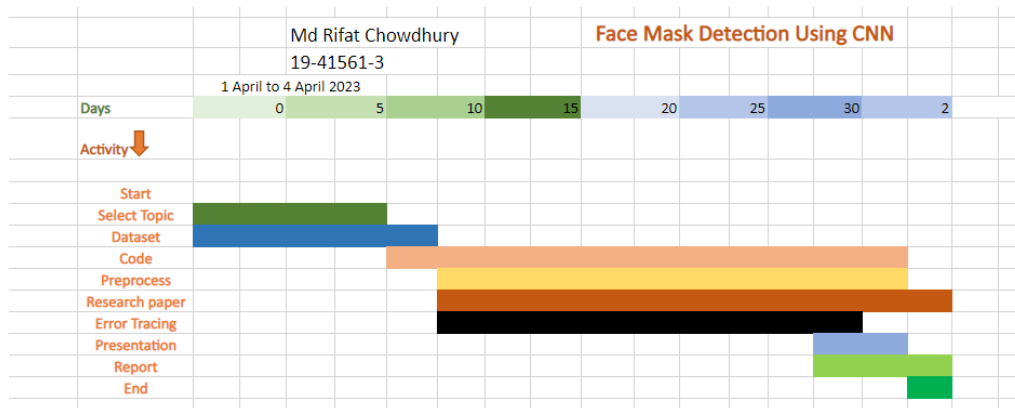 Md Rifat Chowdhury Face Mask Detection Using CNN
19-41561-3
1 April to 4 April 2023
Days 0 5 10 15 20 25 30 2
Activity
Start
Select Topic
Dataset
Code
Preprocess
Research paper
Error Tracing
Presentation
Report
End